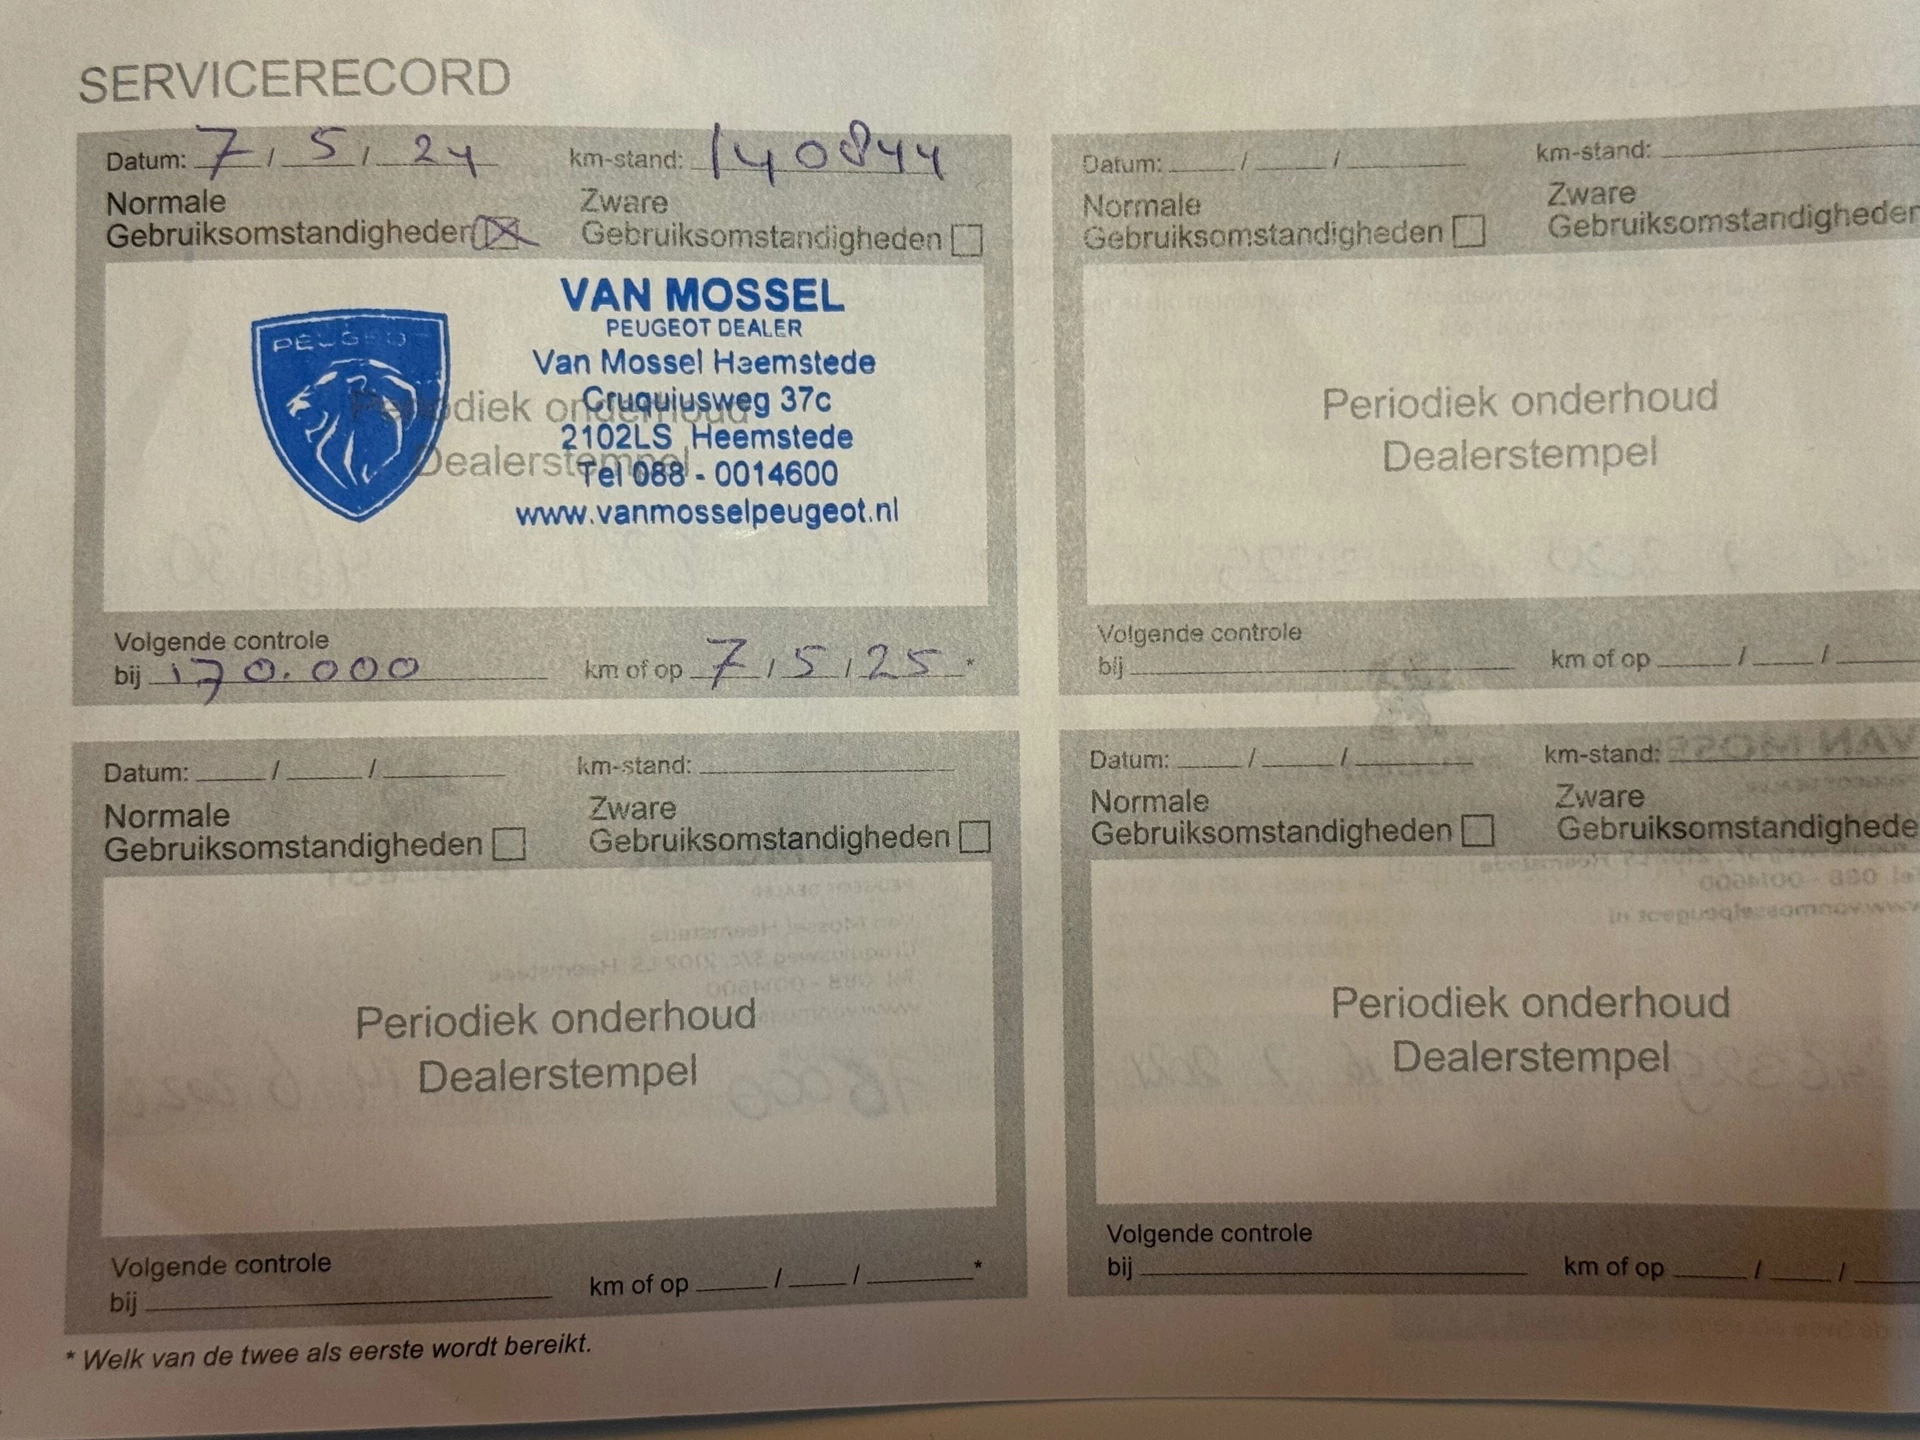 SERVICERECORD
Datum: 7 / 5 / 24 km-stand: 140844
Normale Zware
Gebruiksomstandigheden Gebruiksomstandigheden
PEUGEOT
VAN MOSSEL
PEUGEOT DEALER
Van Mossel Heemstede
Cruquiusweg 37c
2102LS Heemstede
Tel 088 - 0014600
www.vanmosselpeugeot.nl
Periodiek onderhoud
Dealerstempel
Volgende controle
bij 170.000 km of op 7 / 5 / 25 *
Datum: / / km-stand:
Normale Zware
Gebruiksomstandigheden Gebruiksomstandigheden
Periodiek onderhoud
Dealerstempel
Volgende controle
bij km of op / /
Datum: / / km-stand:
Normale Zware
Gebruiksomstandigheden Gebruiksomstandigheden
Periodiek onderhoud
Dealerstempel
Volgende controle
bij km of op / / *
Datum: / / km-stand:
Normale Zware
Gebruiksomstandigheden Gebruiksomstandighede
Periodiek onderhoud
Dealerstempel
Volgende controle
bij km of op / /
* Welk van de twee als eerste wordt bereikt.